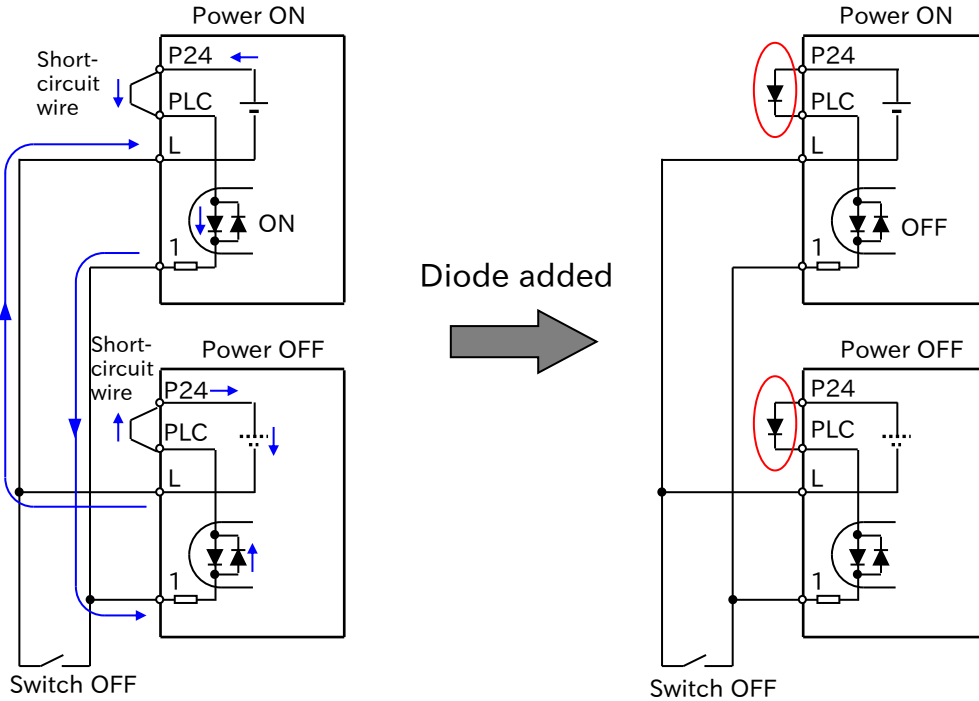 Power ON
Short-
circuit
wire
P24
PLC
L
ON
1
Short-
circuit
wire
Power OFF
P24
PLC
L
1
Switch OFF
Diode added
Power ON
P24
PLC
L
OFF
1
Power OFF
P24
PLC
L
1
Switch OFF